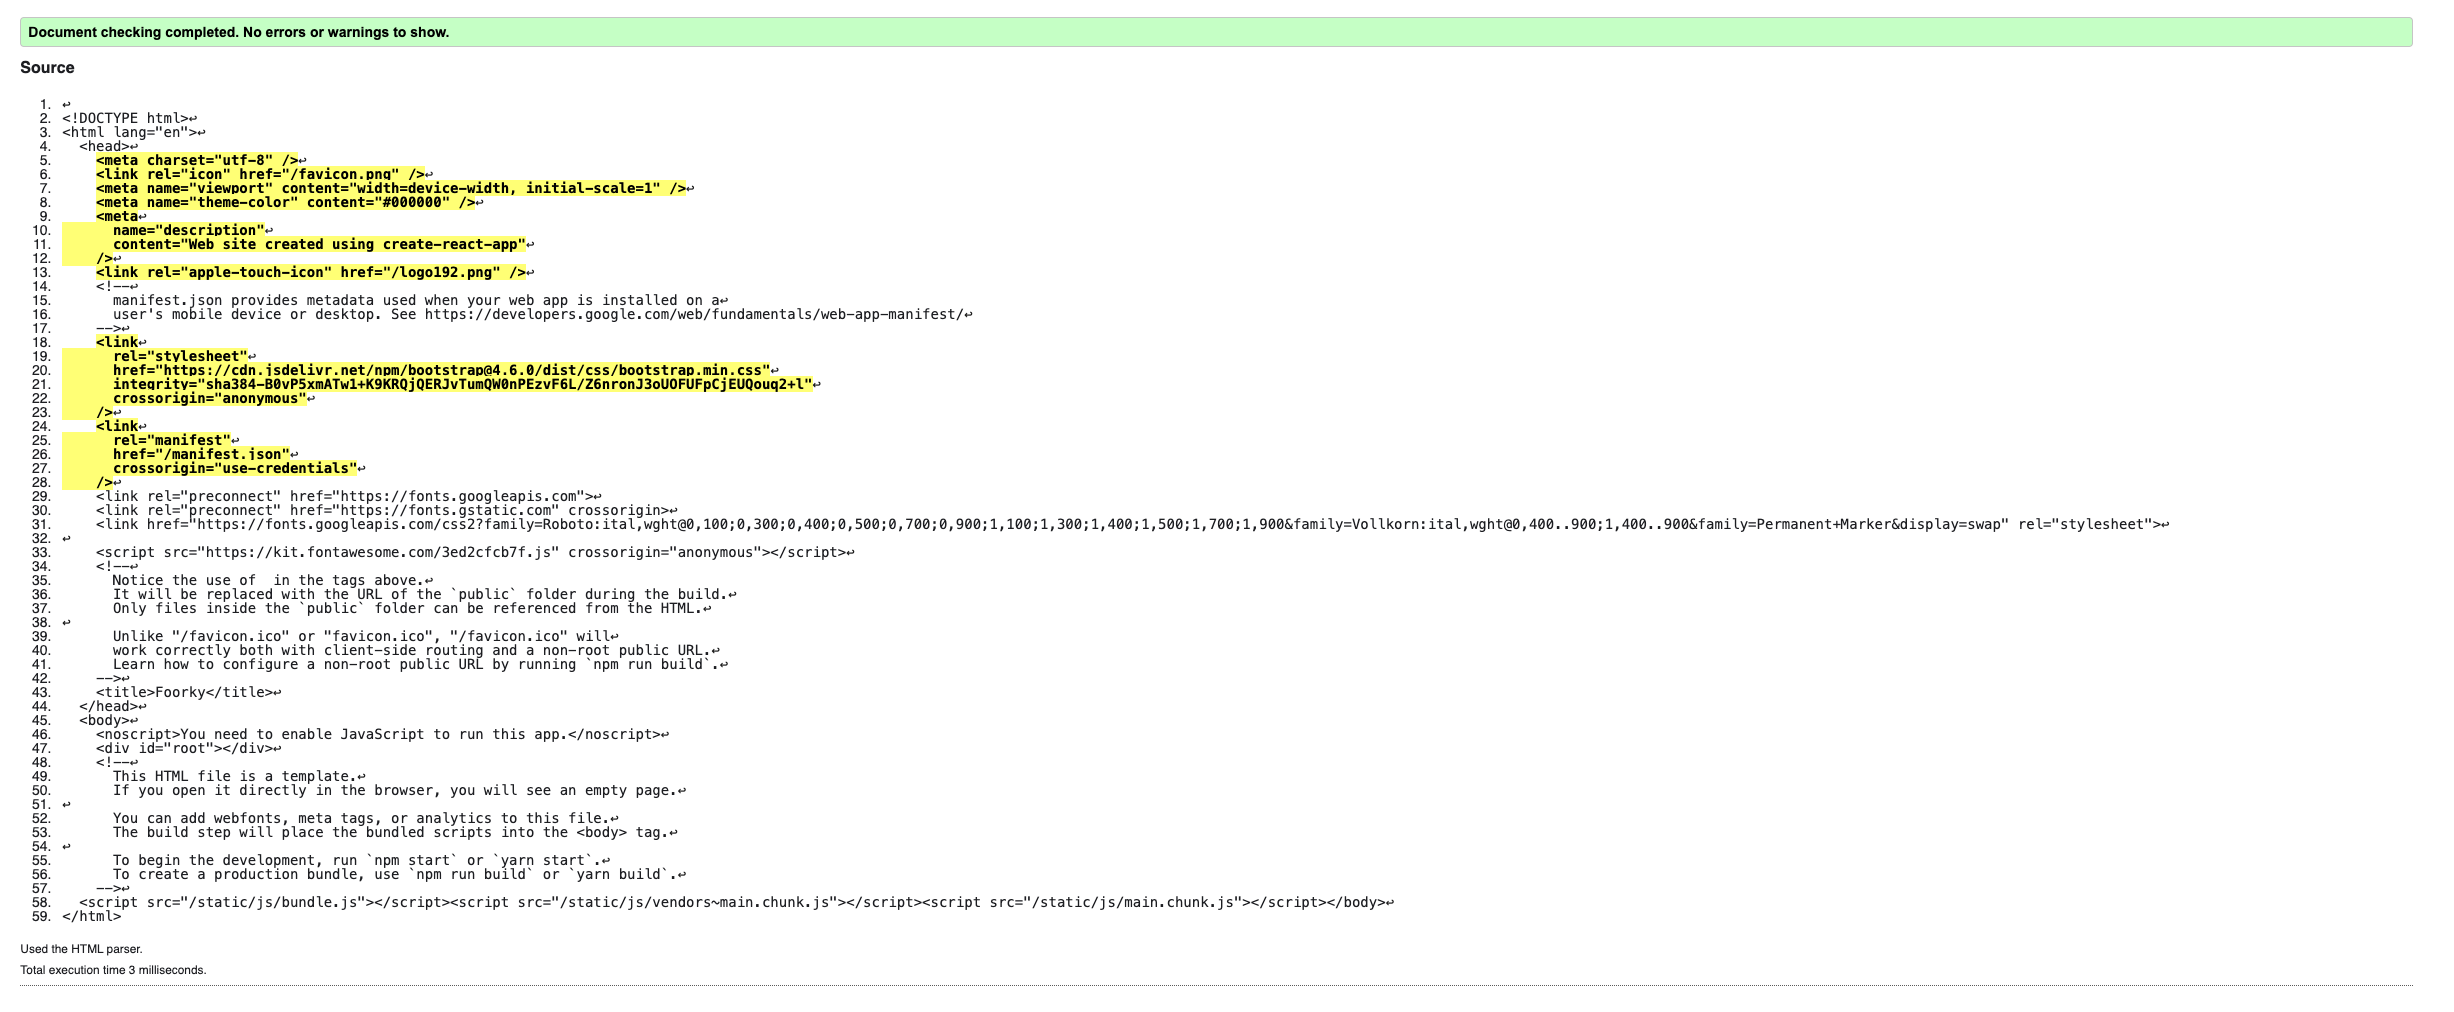 Document checking completed. No errors or warnings to show.
Source
1. ↩
2. <!DOCTYPE html>↩
3. <html lang="en">↩
4.   <head>↩
5.     <meta charset="utf-8" />↩
6.     <link rel="icon" href="/favicon.png" />↩
7.     <meta name="viewport" content="width=device-width, initial-scale=1" />↩
8.     <meta name="theme-color" content="#000000" />↩
9.     <meta↩
10.       name="description"↩
11.       content="Web site created using create-react-app"↩
12.     />↩
13.     <link rel="apple-touch-icon" href="/logo192.png" />↩
14.     <!--↩
15.       manifest.json provides metadata used when your web app is installed on a↩
16.       user's mobile device or desktop. See https://developers.google.com/web/fundamentals/web-app-manifest/↩
17.     -->↩
18.     <link↩
19.       rel="stylesheet"↩
20.       href="https://cdn.jsdelivr.net/npm/bootstrap@4.6.0/dist/css/bootstrap.min.css"↩
21.       integrity="sha384-B0vP5xmATw1+K9KRQjQERJvTumQW0nPEzvF6L/Z6nronJ3oUOFUFpCjEUQouq2+l"↩
22.       crossorigin="anonymous"↩
23.     />↩
24.     <link↩
25.       rel="manifest"↩
26.       href="/manifest.json"↩
27.       crossorigin="use-credentials"↩
28.     />↩
29.     <link rel="preconnect" href="https://fonts.googleapis.com">↩
30.     <link rel="preconnect" href="https://fonts.gstatic.com" crossorigin>↩
31.     <link href="https://fonts.googleapis.com/css2?family=Roboto:ital,wght@0,100;0,300;0,400;0,500;0,700;0,900;1,100;1,300;1,400;1,500;1,700;1,900&family=Vollkorn:ital,wght@0,400..900;1,400..900&family=Permanent+Marker&display=swap" rel="stylesheet">↩
32. ↩
33.     <script src="https://kit.fontawesome.com/3ed2cfcb7f.js" crossorigin="anonymous"></script>↩
34.     <!--↩
35.       Notice the use of  in the tags above.↩
36.       It will be replaced with the URL of the `public` folder during the build.↩
37.       Only files inside the `public` folder can be referenced from the HTML.↩
38. ↩
39.       Unlike "/favicon.ico" or "favicon.ico", "/favicon.ico" will↩
40.       work correctly both with client-side routing and a non-root public URL.↩
41.       Learn how to configure a non-root public URL by running `npm run build`.↩
42.     -->↩
43.     <title>Foorky</title>↩
44.   </head>↩
45.   <body>↩
46.     <noscript>You need to enable JavaScript to run this app.</noscript>↩
47.     <div id="root"></div>↩
48.     <!--↩
49.       This HTML file is a template.↩
50.       If you open it directly in the browser, you will see an empty page.↩
51. ↩
52.       You can add webfonts, meta tags, or analytics to this file.↩
53.       The build step will place the bundled scripts into the <body> tag.↩
54. ↩
55.       To begin the development, run `npm start` or `yarn start`.↩
56.       To create a production bundle, use `npm run build` or `yarn build`.↩
57.     -->↩
58.   <script src="/static/js/bundle.js"></script><script src="/static/js/vendors~main.chunk.js"></script><script src="/static/js/main.chunk.js"></script></body>↩
59. </html>
Used the HTML parser.
Total execution time 3 milliseconds.